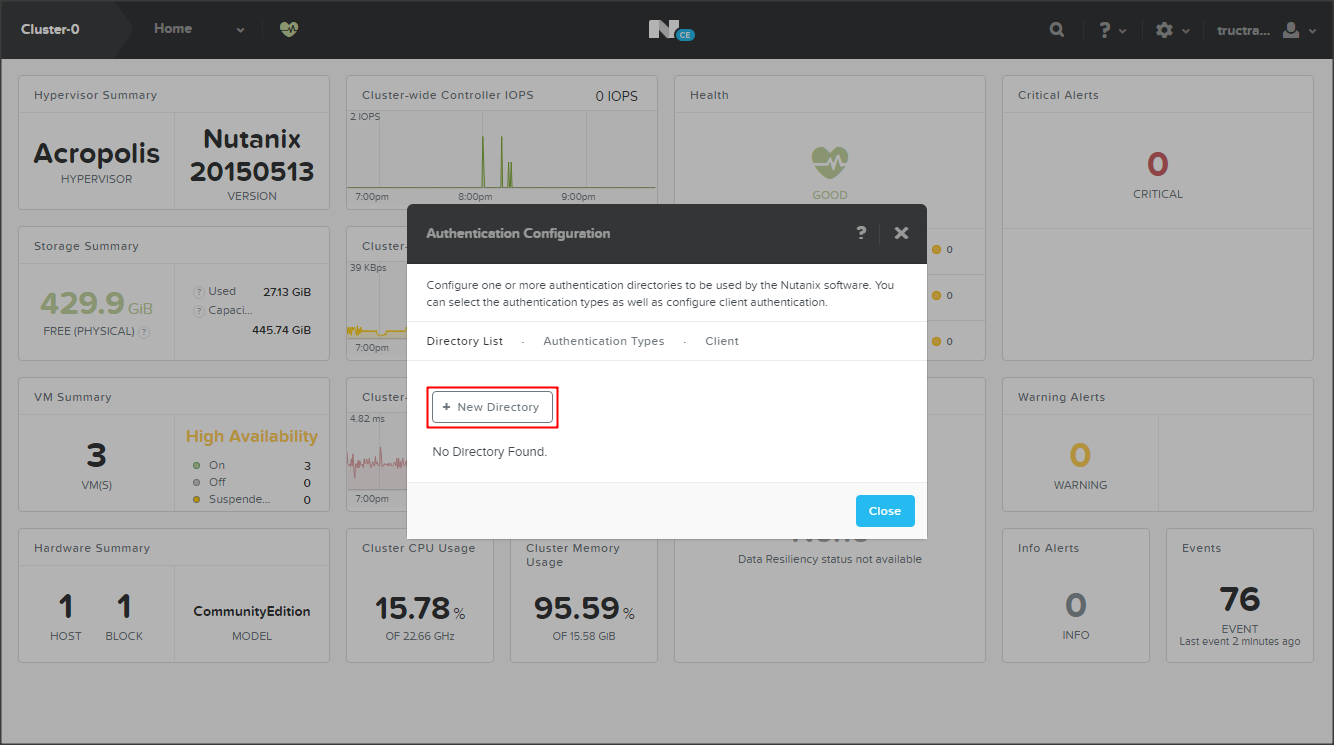 Cluster-0
Home
N CE
?
tructra...
Hypervisor Summary
Acropolis
HYPERVISOR
Nutanix
20150513
VERSION
Cluster-wide Controller IOPS
0 IOPS
2 IOPS
7:00pm
8:00pm
9:00pm
Health
GOOD
Critical Alerts
0
CRITICAL
Storage Summary
429.9 GiB
FREE (PHYSICAL) ?
? Used 27.13 GiB
? Capaci...
445.74 GiB
Cluster-
39 KBps
7:00pm
0
0
0
Authentication Configuration
?
Configure one or more authentication directories to be used by the Nutanix software. You
can select the authentication types as well as configure client authentication.
Directory List · Authentication Types · Client
+ New Directory
No Directory Found.
Close
VM Summary
3
VM(S)
High Availability
On 3
Off 0
Suspende... 0
Cluster-
4.82 ms
7:00pm
Warning Alerts
0
WARNING
Hardware Summary
1
HOST
1
BLOCK
CommunityEdition
MODEL
Cluster CPU Usage
15.78 %
OF 22.66 GHz
Cluster Memory
Usage
95.59 %
OF 15.58 GiB
Data Resiliency status not available
Info Alerts
0
INFO
Events
76
EVENT
Last event 2 minutes ago